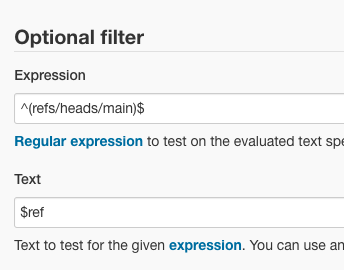 Optional filter
Expression
^(refs/heads/main)$
Regular expression to test on the evaluated text spe
Text
$ref
Text to test for the given expression. You can use an